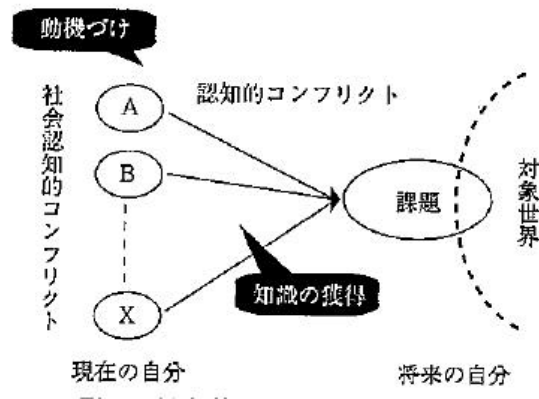 動機づけ
社会認知的コンフリクト
A
認知的コンフリクト
B
課題
対象世界
X
知識の獲得
現在の自分
将来の自分